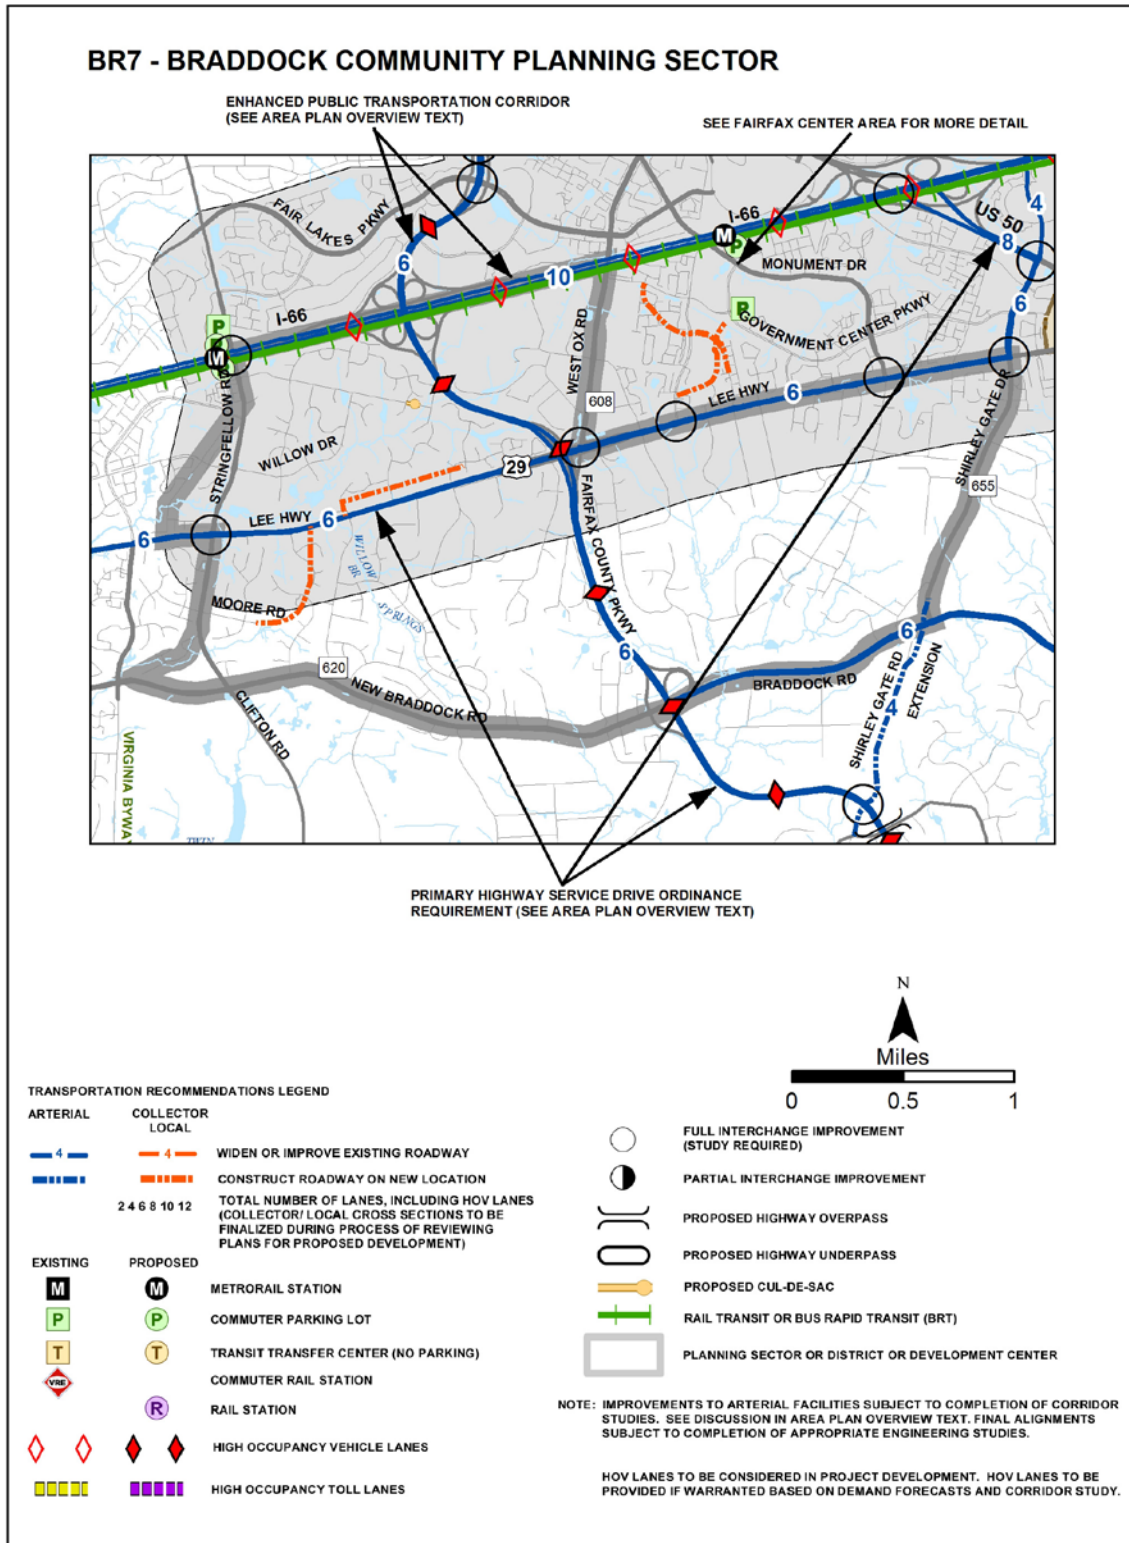 BR7 - BRADDOCK COMMUNITY PLANNING SECTOR
ENHANCED PUBLIC TRANSPORTATION CORRIDOR
(SEE AREA PLAN OVERVIEW TEXT)
SEE FAIRFAX CENTER AREA FOR MORE DETAIL
FAIR LAKES PKWY
I-66
M
P
US 50
4
8
6
MONUMENT DR
6
10
P
GOVERNMENT CENTER PKWY
6
I-66
P
M
WEST OX RD
608
LEE HWY
6
STRINGFELLOW RD
WILLOW DR
29
SHIRLEY GATE DR
655
LEE HWY
6
6
FAIRFAX COUNTY PKWY
WILLOW
BR
SPRINGS
MOORE RD
6
6
620
NEW BRADDOCK RD
BRADDOCK RD
SHIRLEY GATE RD
EXTENSION
4
CLIFTON RD
VIRGINIA BYWA
TWIN
PRIMARY HIGHWAY SERVICE DRIVE ORDINANCE
REQUIREMENT (SEE AREA PLAN OVERVIEW TEXT)
N
Miles
0 0.5 1
TRANSPORTATION RECOMMENDATIONS LEGEND
ARTERIAL COLLECTOR
LOCAL
4 4 WIDEN OR IMPROVE EXISTING ROADWAY
CONSTRUCT ROADWAY ON NEW LOCATION
2 4 6 8 10 12 TOTAL NUMBER OF LANES, INCLUDING HOV LANES
(COLLECTOR/ LOCAL CROSS SECTIONS TO BE
FINALIZED DURING PROCESS OF REVIEWING
PLANS FOR PROPOSED DEVELOPMENT)
EXISTING PROPOSED
M M METRORAIL STATION
P P COMMUTER PARKING LOT
T T TRANSIT TRANSFER CENTER (NO PARKING)
VRE COMMUTER RAIL STATION
R RAIL STATION
HIGH OCCUPANCY VEHICLE LANES
HIGH OCCUPANCY TOLL LANES
FULL INTERCHANGE IMPROVEMENT
(STUDY REQUIRED)
PARTIAL INTERCHANGE IMPROVEMENT
PROPOSED HIGHWAY OVERPASS
PROPOSED HIGHWAY UNDERPASS
PROPOSED CUL-DE-SAC
RAIL TRANSIT OR BUS RAPID TRANSIT (BRT)
PLANNING SECTOR OR DISTRICT OR DEVELOPMENT CENTER
NOTE: IMPROVEMENTS TO ARTERIAL FACILITIES SUBJECT TO COMPLETION OF CORRIDOR
STUDIES. SEE DISCUSSION IN AREA PLAN OVERVIEW TEXT. FINAL ALIGNMENTS
SUBJECT TO COMPLETION OF APPROPRIATE ENGINEERING STUDIES.
HOV LANES TO BE CONSIDERED IN PROJECT DEVELOPMENT. HOV LANES TO BE
PROVIDED IF WARRANTED BASED ON DEMAND FORECASTS AND CORRIDOR STUDY.